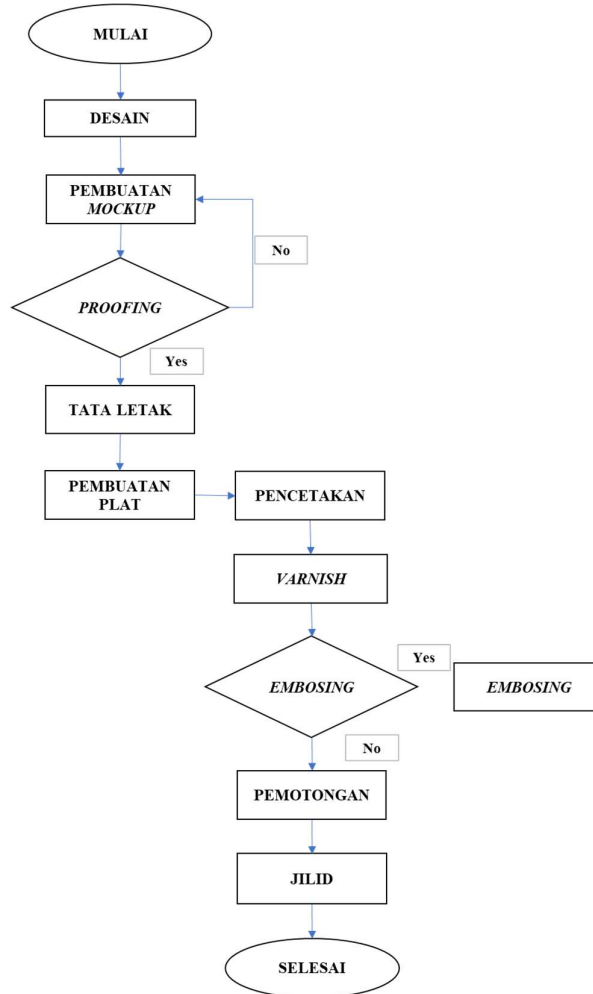 MULAI
DESAIN
PEMBUATAN
MOCKUP
No
PROOFING
Yes
TATA LETAK
PEMBUATAN
PLAT
PENCETAKAN
VARNISH
EMBOSING
Yes
EMBOSING
No
PEMOTONGAN
JILID
SELESAI